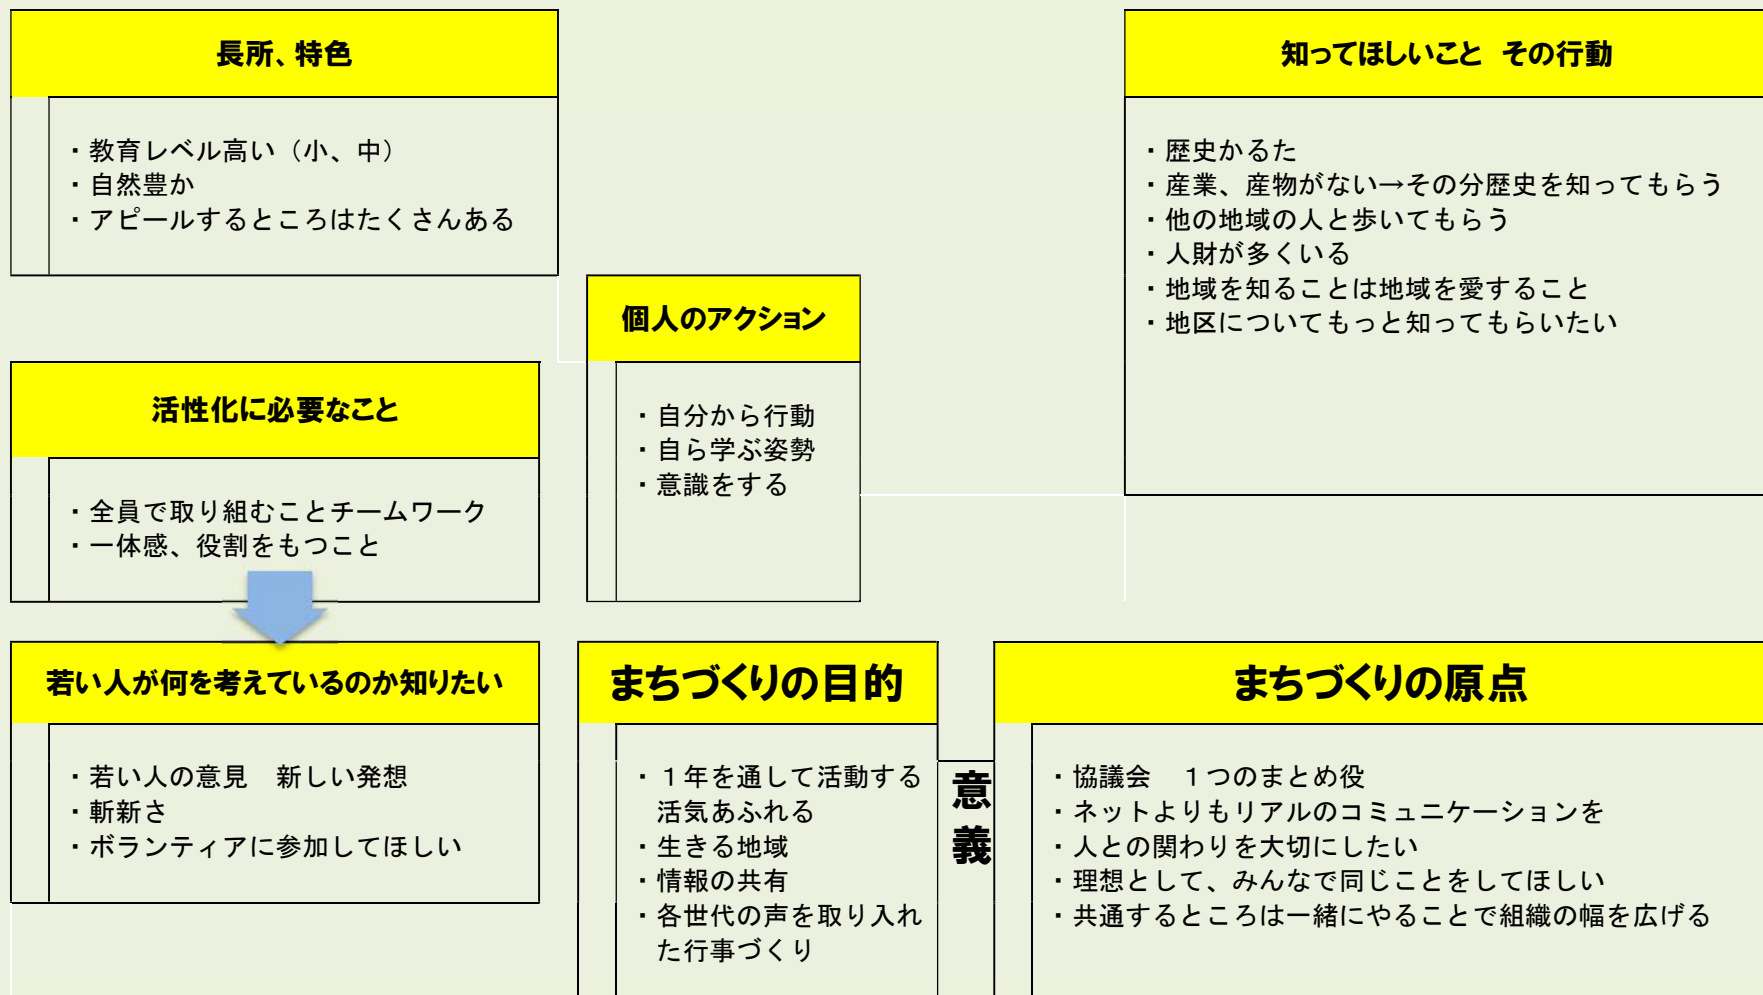 長所、特色
・教育レベル高い（小、中）
・自然豊か
・アピールするところはたくさんある
知ってほしいこと その行動
・歴史かるた
・産業、産物がない→その分歴史を知ってもらう
・他の地域の人と歩いてもらう
・人財が多くいる
・地域を知ることは地域を愛すること
・地区についてもっと知ってもらいたい
個人のアクション
・自分から行動
・自ら学ぶ姿勢
・意識をする
活性化に必要なこと
・全員で取り組むことチームワーク
・一体感、役割をもつこと
若い人が何を考えているのか知りたい
・若い人の意見　新しい発想
・斬新さ
・ボランティアに参加してほしい
まちづくりの目的
・１年を通して活動する
活気あふれる
・生きる地域
・情報の共有
・各世代の声を取り入れ
た行事づくり
意義
まちづくりの原点
・協議会　１つのまとめ役
・ネットよりもリアルのコミュニケーションを
・人との関わりを大切にしたい
・理想として、みんなで同じことをしてほしい
・共通するところは一緒にやることで組織の幅を広げる